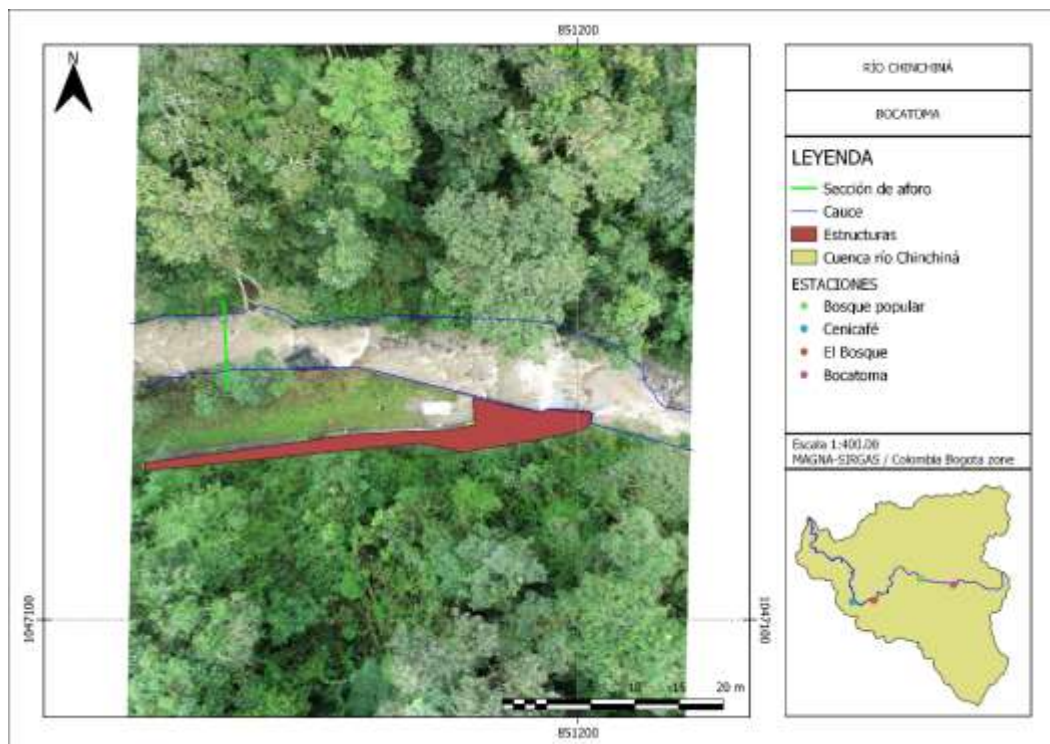 851200
N
1047100
1047100
5 10 15 20 m
851200
RÍO CHINCHINÁ
BOCATOMA
LEYENDA
Sección de aforo
Cauce
Estructuras
Cuenca río Chinchiná
ESTACIONES
Bosque popular
Cenicafé
El Bosque
Bocatoma
Escala 1:400.00
MAGNA-SIRGAS / Colombia Bogota zone